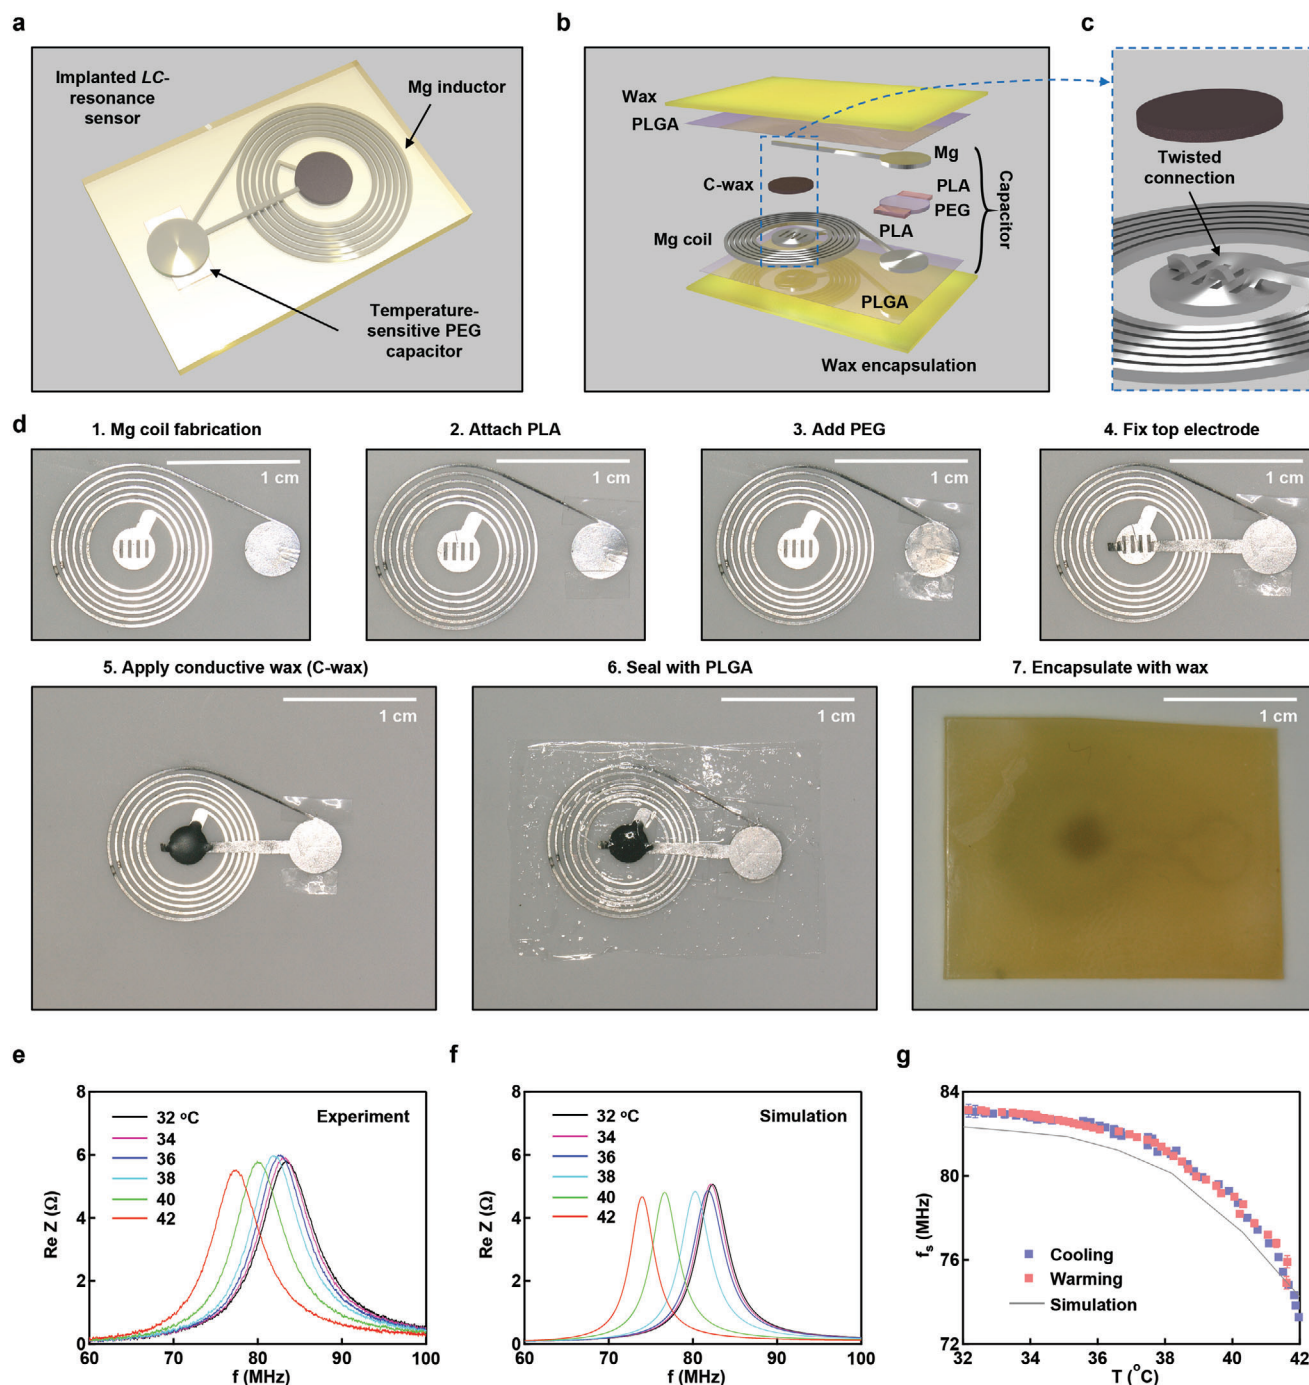 a
Implanted LC-
resonance
sensor
Mg inductor
Temperature-
sensitive PEG
capacitor
b
Wax
PLGA
Mg
C-wax
PLA
PEG
PLA
Mg coil
Capacitor
PLGA
Wax encapsulation
c
Twisted
connection
d
1. Mg coil fabrication
1 cm
2. Attach PLA
1 cm
3. Add PEG
1 cm
4. Fix top electrode
1 cm
5. Apply conductive wax (C-wax)
1 cm
6. Seal with PLGA
1 cm
7. Encapsulate with wax
1 cm
e
8
6
4
2
0
Re Z (Ω)
32 °C
34
36
38
40
42
Experiment
60 70 80 90 100
f (MHz)
f
8
6
4
2
0
Re Z (Ω)
32 °C
34
36
38
40
42
Simulation
60 70 80 90 100
f (MHz)
g
84
80
76
72
fₛ (MHz)
Cooling
Warming
Simulation
32 34 36 38 40 42
T (°C)